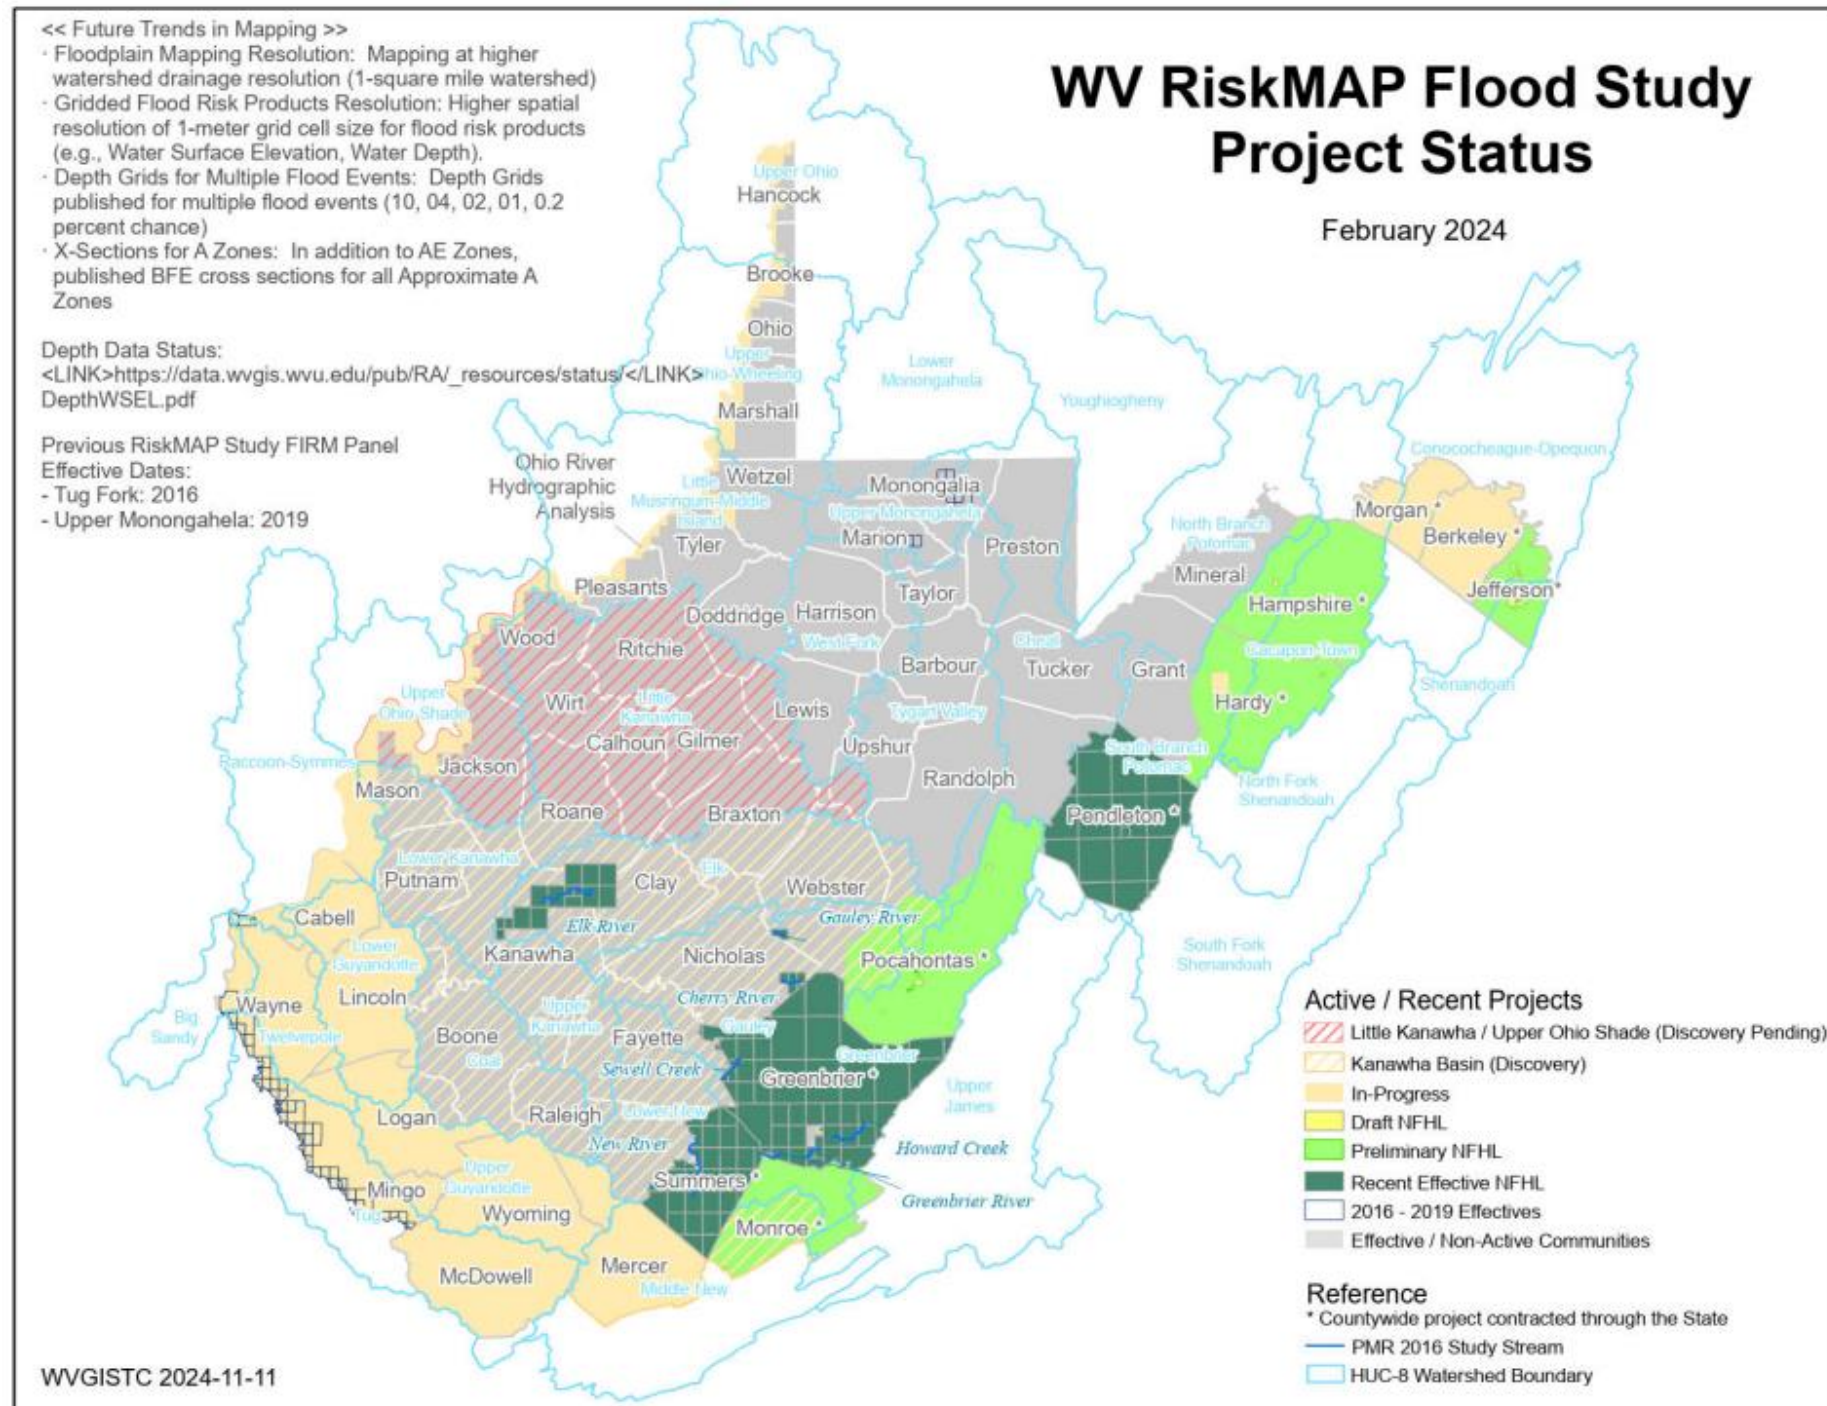 << Future Trends in Mapping >>
· Floodplain Mapping Resolution: Mapping at higher
watershed drainage resolution (1-square mile watershed)
· Gridded Flood Risk Products Resolution: Higher spatial
resolution of 1-meter grid cell size for flood risk products
(e.g., Water Surface Elevation, Water Depth).
· Depth Grids for Multiple Flood Events: Depth Grids
published for multiple flood events (10, 04, 02, 01, 0.2
percent chance)
· X-Sections for A Zones: In addition to AE Zones,
published BFE cross sections for all Approximate A
Zones
Depth Data Status:
<LINK>https://data.wvgis.wvu.edu/pub/RA/_resources/status/</LINK>
DepthWSEL.pdf
Previous RiskMAP Study FIRM Panel
Effective Dates:
- Tug Fork: 2016
- Upper Monongahela: 2019
WV RiskMAP Flood Study
Project Status
February 2024
Upper Ohio
Hancock
Brooke
Ohio
Upper
Ohio-Wheeling
Marshall
Lower
Monongahela
Youghiogheny
Conococheague-Opequon
Ohio River
Hydrographic
Analysis
Little
Musringum-Middle
Island
Wetzel
Monongalia
Upper Monongahela
Marion
Tyler
Preston
North Branch
Potomac
Mineral
Morgan *
Berkeley *
Jefferson*
Pleasants
Doddridge
Harrison
Taylor
Hampshire *
Wood
Ritchie
West Fork
Cheat
Cacapon-Town
Barbour
Tucker
Grant
Shenandoah
Upper
Ohio-Shade
Wirt
Little
Kanawha
Lewis
Tygart Valley
Hardy *
Calhoun
Gilmer
Upshur
South Branch
Potomac
Raccoon-Symmes
Jackson
Randolph
North Fork
Shenandoah
Mason
Roane
Braxton
Pendleton *
Lower Kanawha
Putnam
Elk
Clay
Webster
Cabell
Elk River
Gauley River
South Fork
Shenandoah
Lower
Guyandotte
Kanawha
Nicholas
Pocahontas *
Wayne
Lincoln
Cherry River
Big
Sandy
Twelvepole
Upper
Kanawha
Gauley
Boone
Fayette
Coal
Greenbrier
Sewell Creek
Greenbrier *
Upper
James
Logan
Raleigh
Lower New
New River
Howard Creek
Upper
Guyandotte
Mingo
Summers *
Greenbrier River
Tug
Wyoming
Monroe *
McDowell
Mercer
Middle New
Active / Recent Projects
Little Kanawha / Upper Ohio Shade (Discovery Pending)
Kanawha Basin (Discovery)
In-Progress
Draft NFHL
Preliminary NFHL
Recent Effective NFHL
2016 - 2019 Effectives
Effective / Non-Active Communities
Reference
* Countywide project contracted through the State
PMR 2016 Study Stream
HUC-8 Watershed Boundary
WVGISTC 2024-11-11